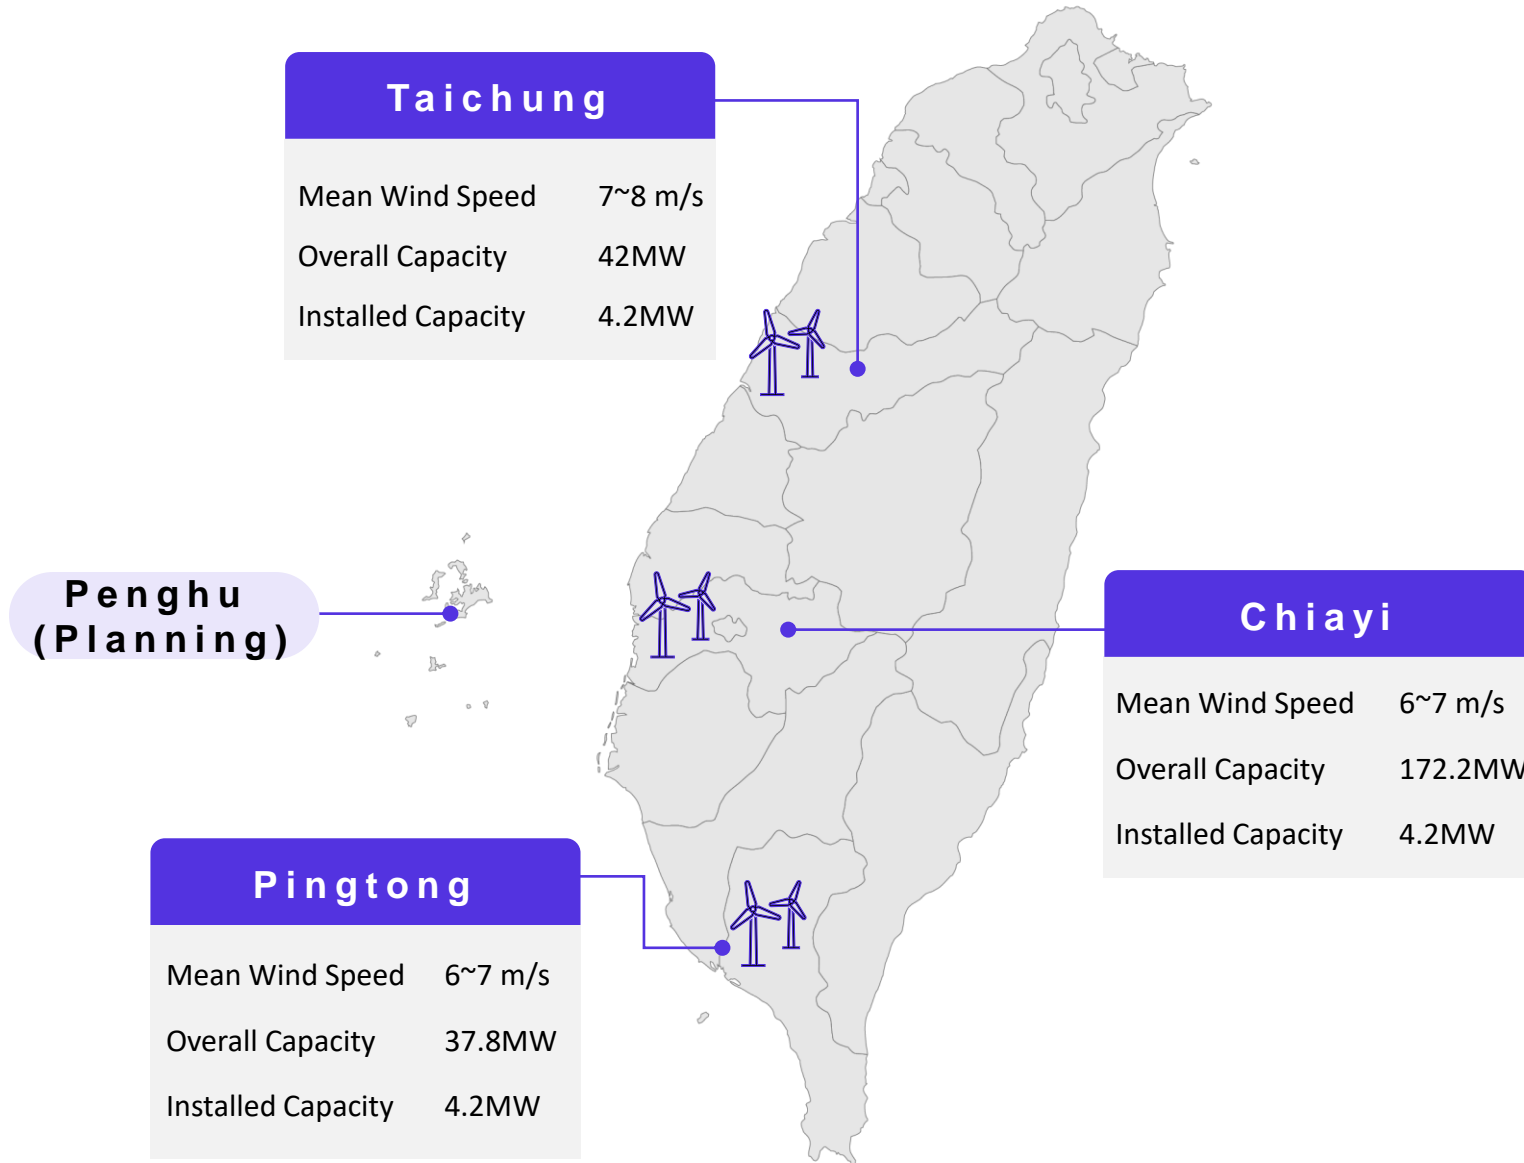 Taichung
Mean Wind Speed 7~8 m/s
Overall Capacity 42MW
Installed Capacity 4.2MW
Penghu
(Planning)
Chiayi
Mean Wind Speed 6~7 m/s
Overall Capacity 172.2MW
Installed Capacity 4.2MW
Pingtong
Mean Wind Speed 6~7 m/s
Overall Capacity 37.8MW
Installed Capacity 4.2MW